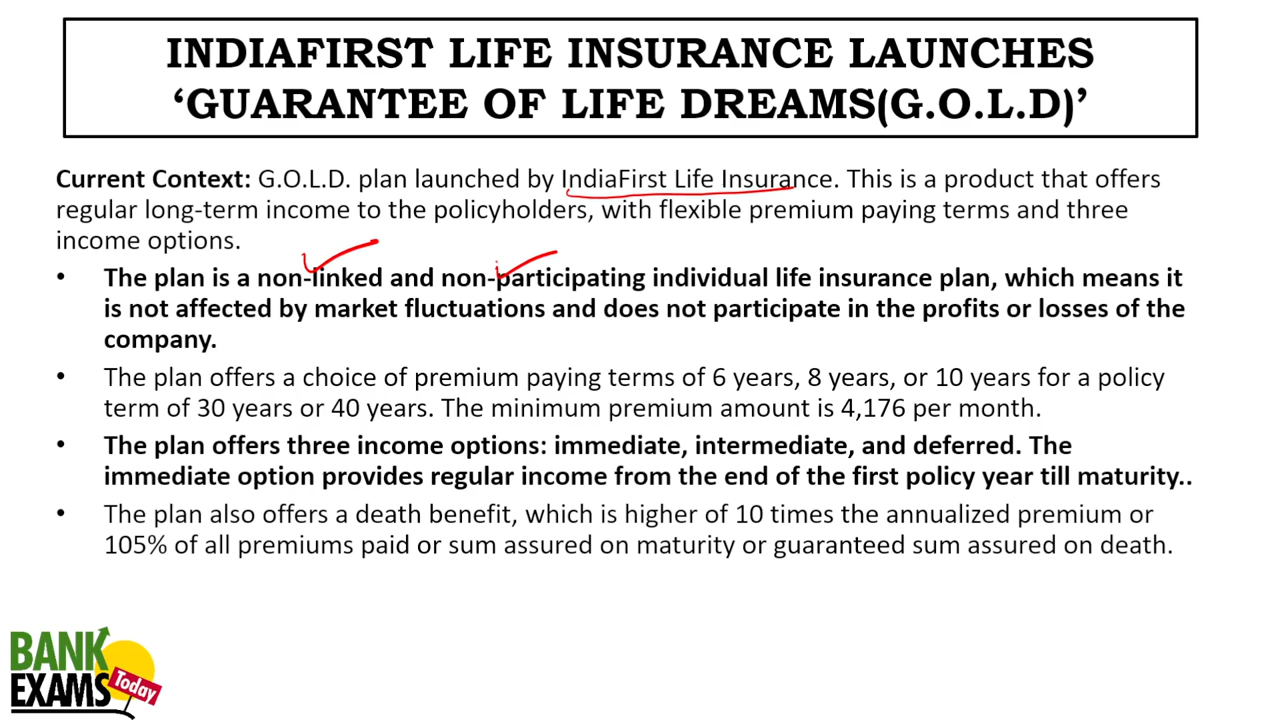 INDIAFIRST LIFE INSURANCE LAUNCHES
‘GUARANTEE OF LIFE DREAMS(G.O.L.D)’
Current Context: G.O.L.D. plan launched by IndiaFirst Life Insurance. This is a product that offers
regular long-term income to the policyholders, with flexible premium paying terms and three
income options.
• The plan is a non-linked and non-participating individual life insurance plan, which means it
is not affected by market fluctuations and does not participate in the profits or losses of the
company.
• The plan offers a choice of premium paying terms of 6 years, 8 years, or 10 years for a policy
term of 30 years or 40 years. The minimum premium amount is 4,176 per month.
• The plan offers three income options: immediate, intermediate, and deferred. The
immediate option provides regular income from the end of the first policy year till maturity..
• The plan also offers a death benefit, which is higher of 10 times the annualized premium or
105% of all premiums paid or sum assured on maturity or guaranteed sum assured on death.
BANK
EXAMS
Today